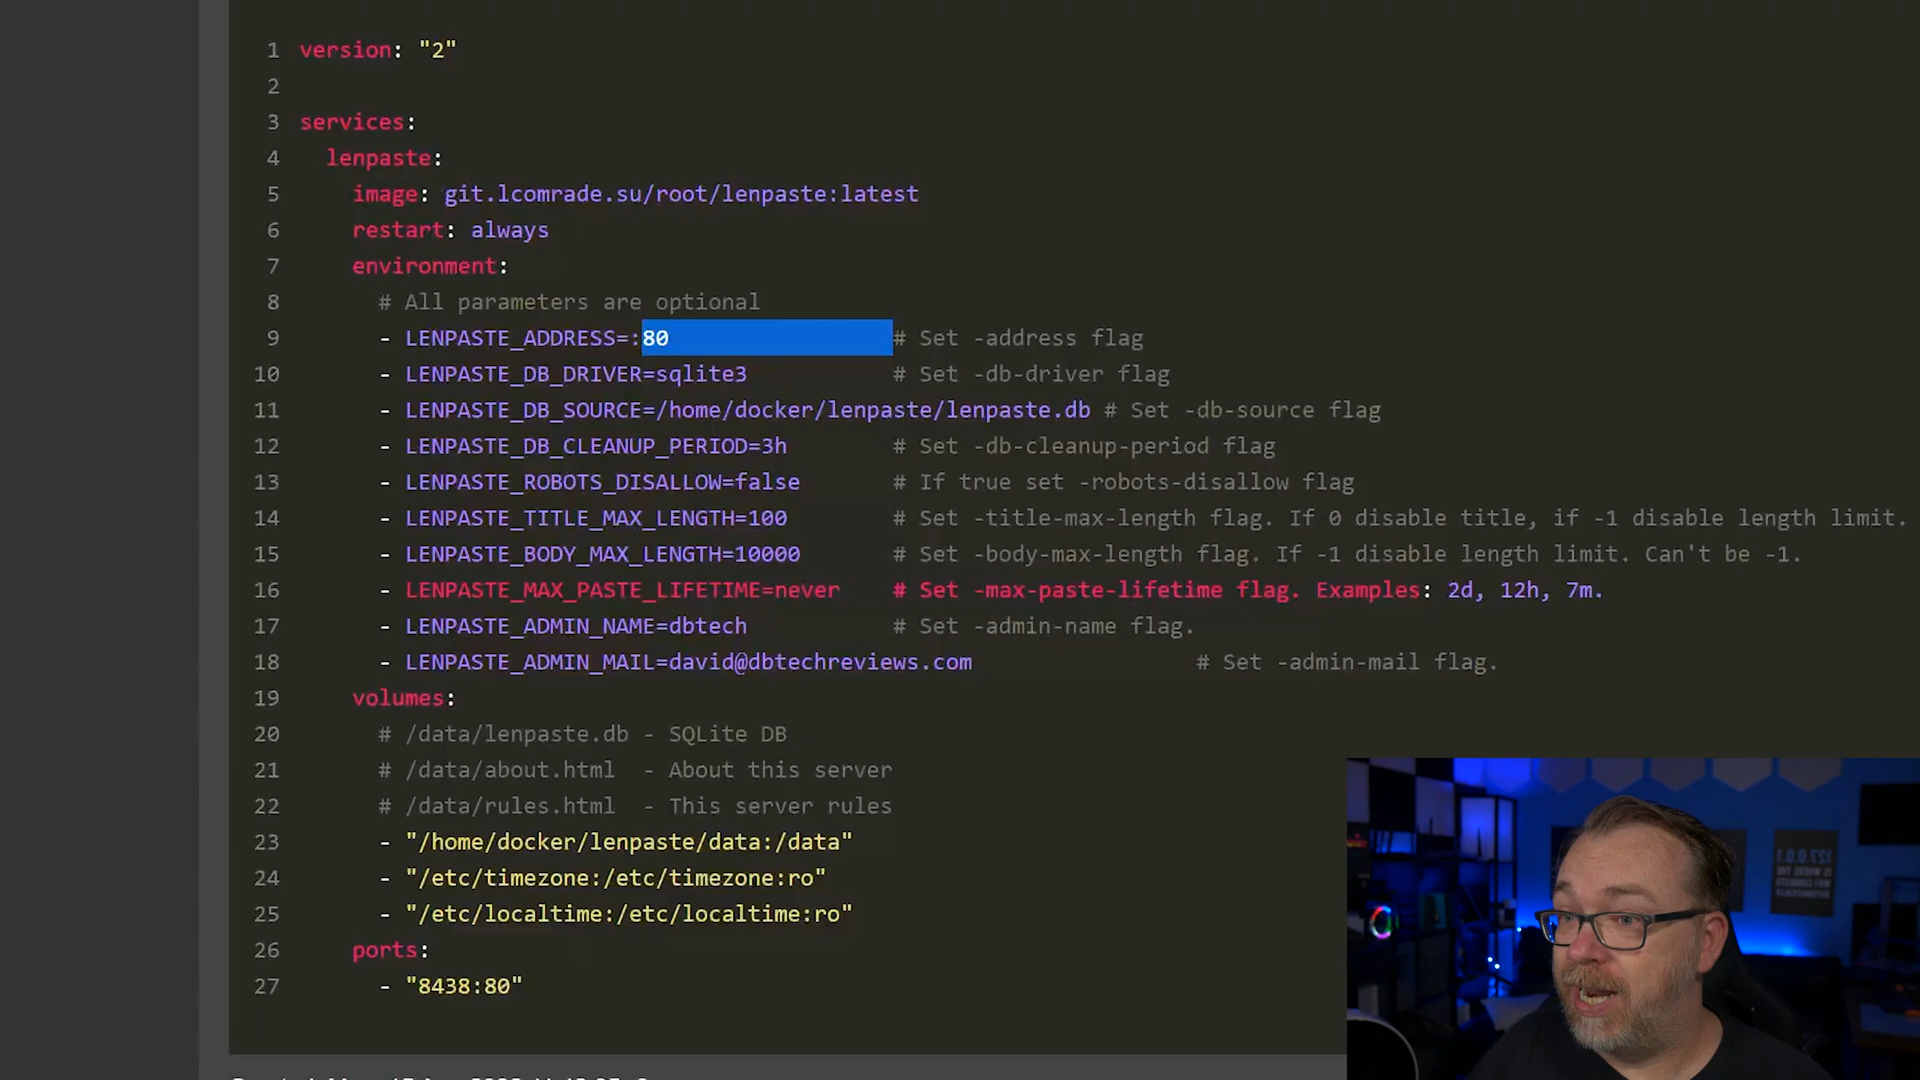 1 version: "2"
2
3 services:
4 lenpaste:
5 image: git.lcomrade.su/root/lenpaste:latest
6 restart: always
7 environment:
8 # All parameters are optional
9 - LENPASTE_ADDRESS=:80 # Set -address flag
10 - LENPASTE_DB_DRIVER=sqlite3 # Set -db-driver flag
11 - LENPASTE_DB_SOURCE=/home/docker/lenpaste/lenpaste.db # Set -db-source flag
12 - LENPASTE_DB_CLEANUP_PERIOD=3h # Set -db-cleanup-period flag
13 - LENPASTE_ROBOTS_DISALLOW=false # If true set -robots-disallow flag
14 - LENPASTE_TITLE_MAX_LENGTH=100 # Set -title-max-length flag. If 0 disable title, if -1 disable length limit.
15 - LENPASTE_BODY_MAX_LENGTH=10000 # Set -body-max-length flag. If -1 disable length limit. Can't be -1.
16 - LENPASTE_MAX_PASTE_LIFETIME=never # Set -max-paste-lifetime flag. Examples: 2d, 12h, 7m.
17 - LENPASTE_ADMIN_NAME=dbtech # Set -admin-name flag.
18 - LENPASTE_ADMIN_MAIL=david@dbtechreviews.com # Set -admin-mail flag.
19 volumes:
20 # /data/lenpaste.db - SQLite DB
21 # /data/about.html - About this server
22 # /data/rules.html - This server rules
23 - "/home/docker/lenpaste/data:/data"
24 - "/etc/timezone:/etc/timezone:ro"
25 - "/etc/localtime:/etc/localtime:ro"
26 ports:
27 - "8438:80"
127.0.0.1